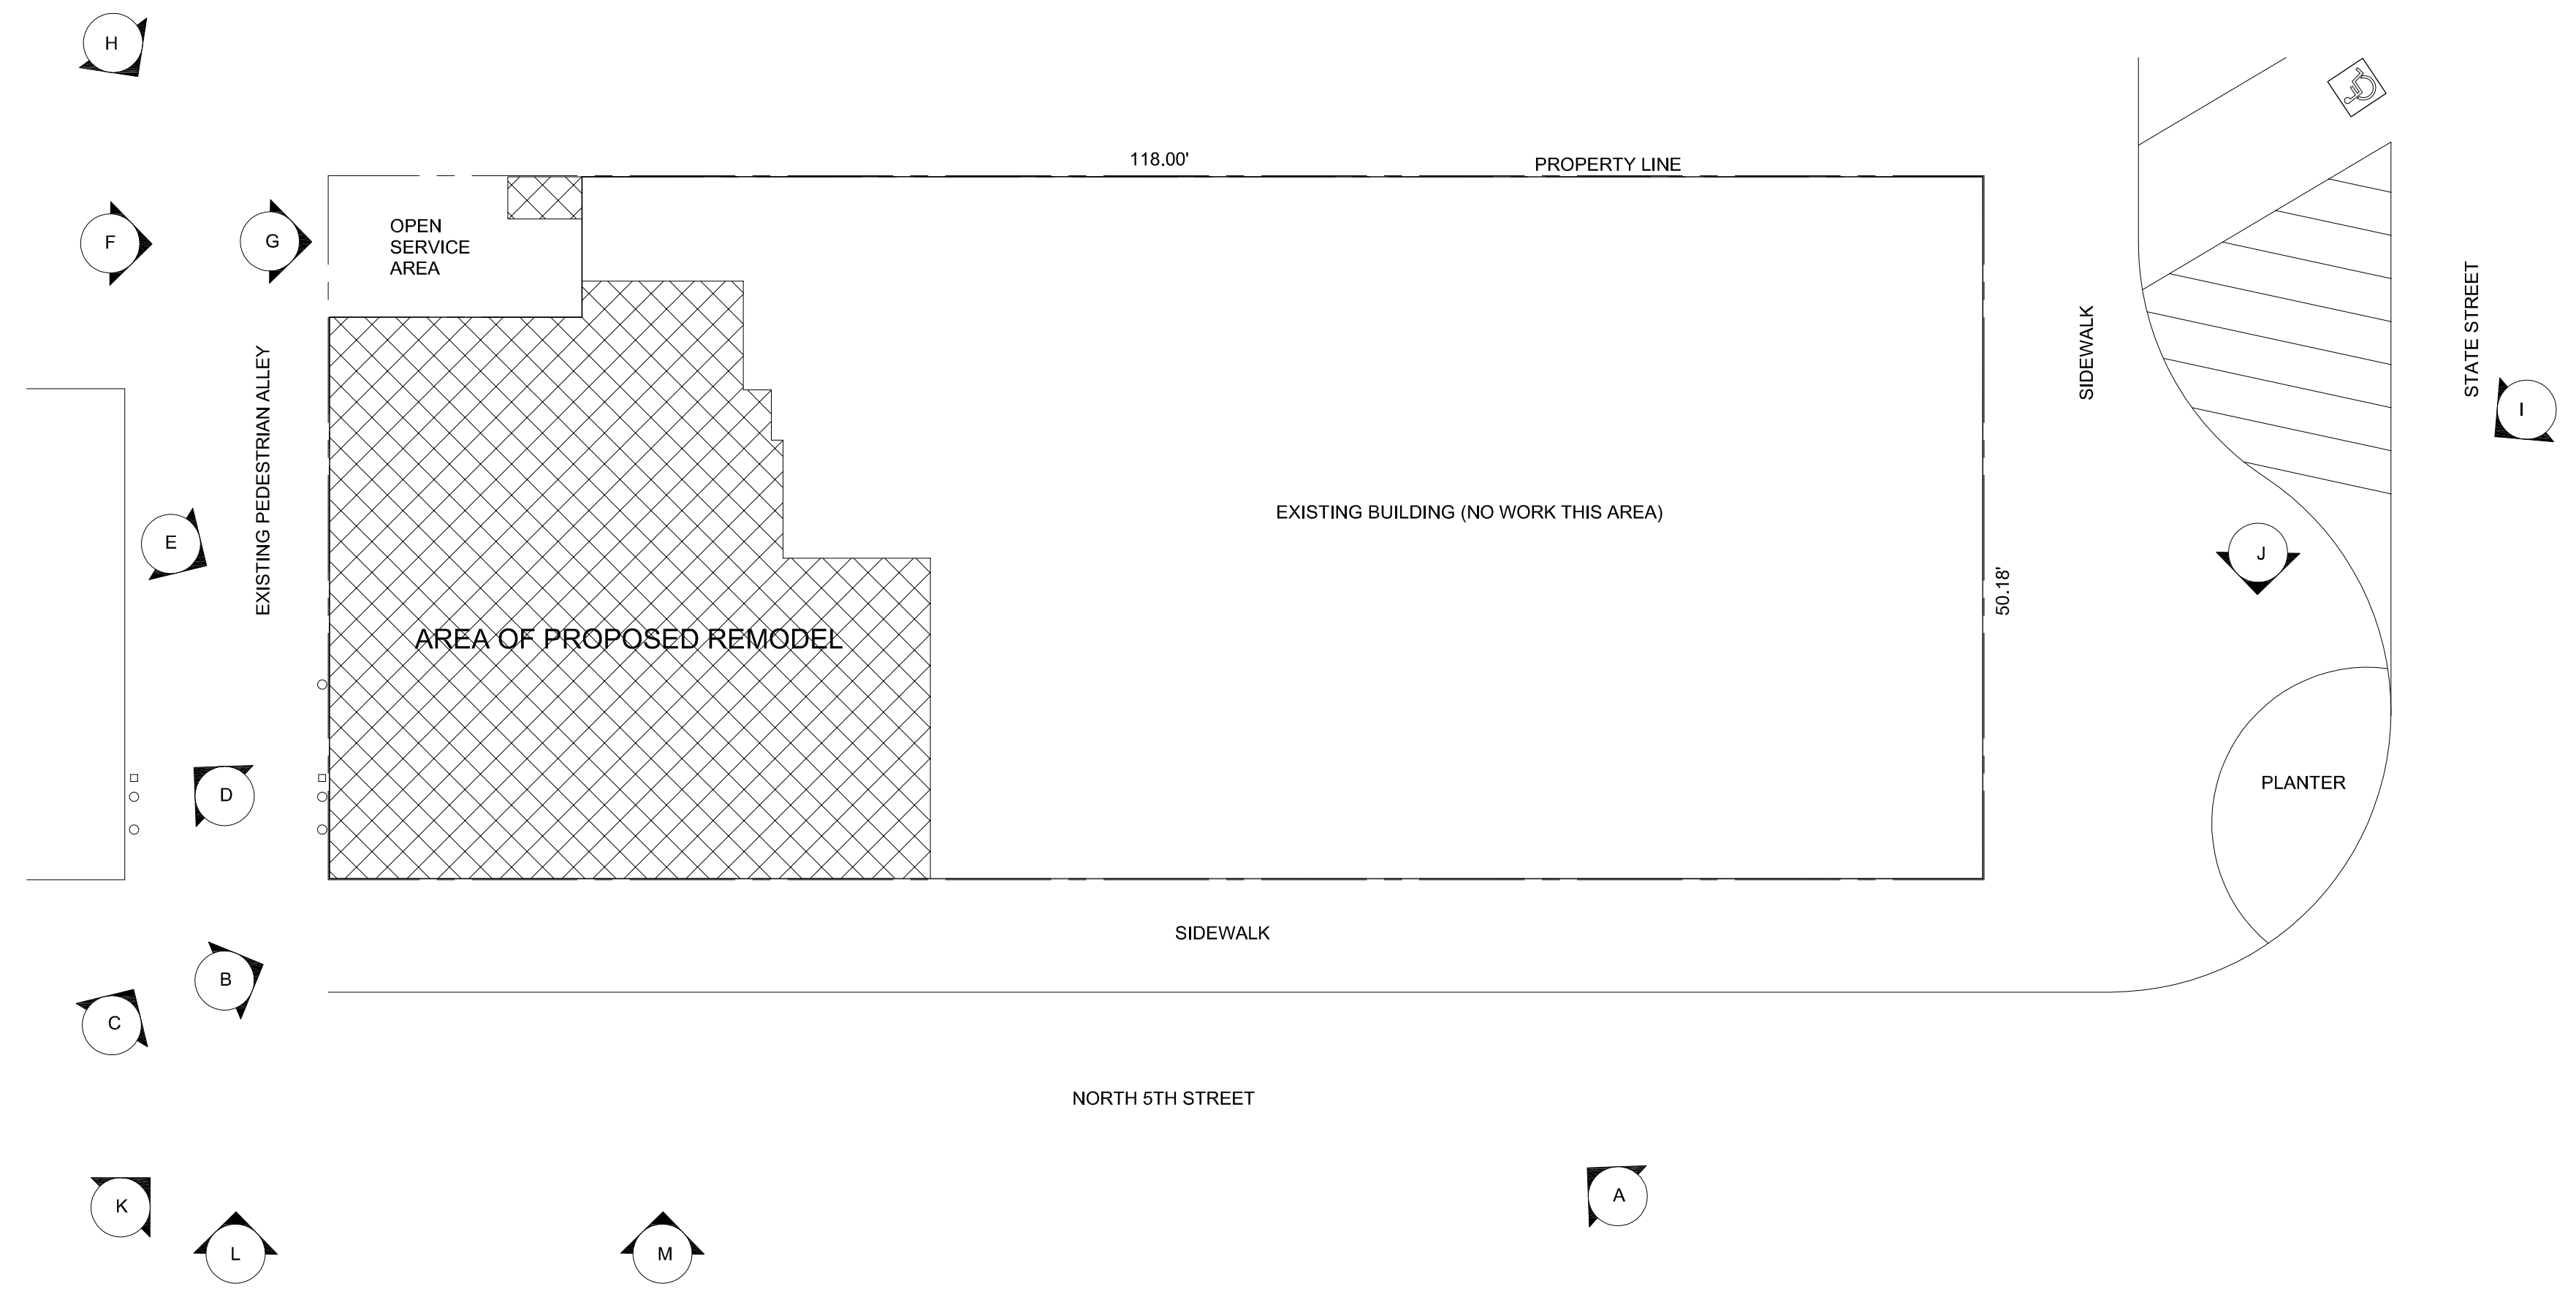 H
118.00'
PROPERTY LINE
F
G
OPEN
SERVICE
AREA
EXISTING PEDESTRIAN ALLEY
SIDEWALK
STATE STREET
I
EXISTING BUILDING (NO WORK THIS AREA)
E
J
50.18'
AREA OF PROPOSED REMODEL
D
PLANTER
SIDEWALK
B
C
NORTH 5TH STREET
K
A
L
M